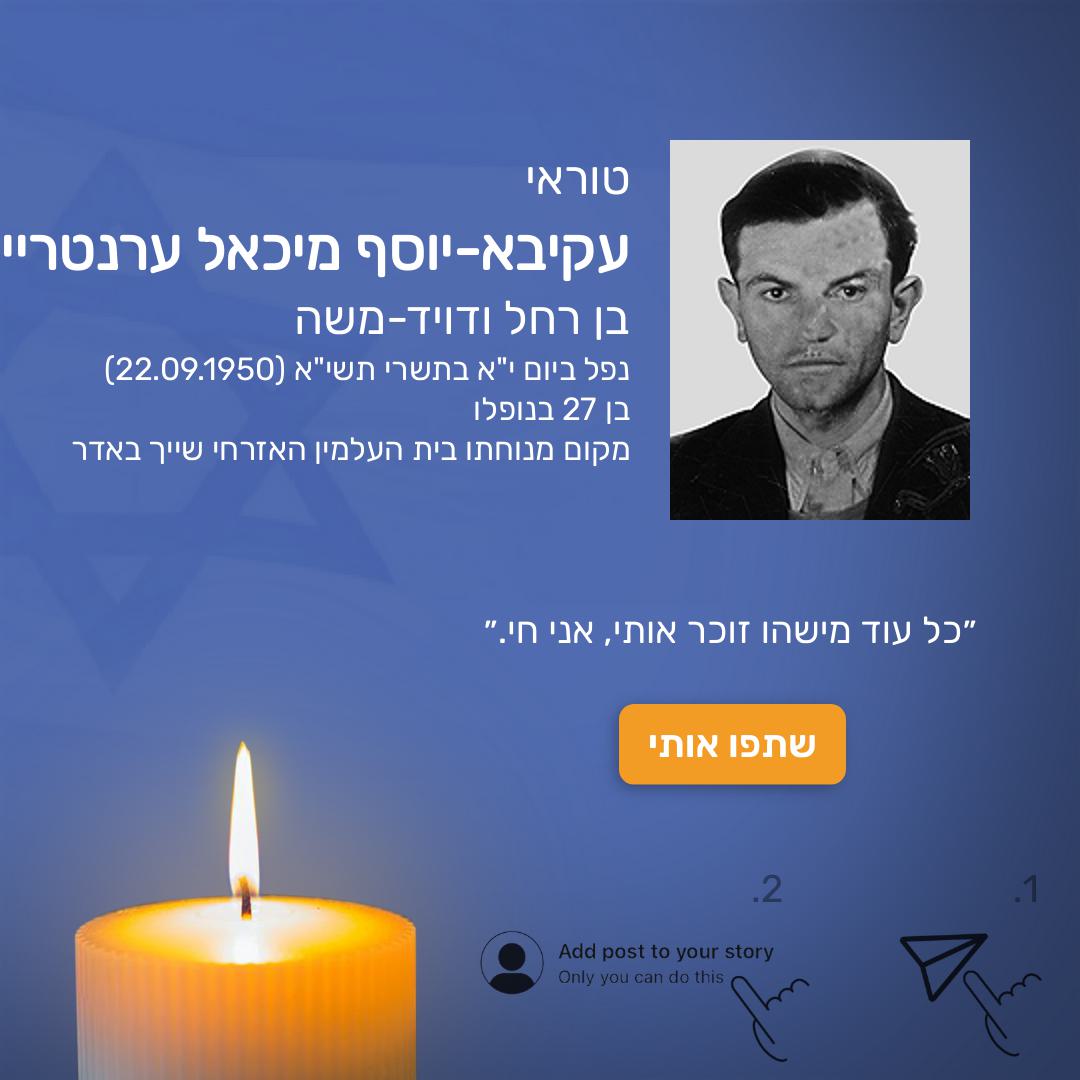 טוראי
עקיבא-יוסף מיכאל ערנטריי
בן רחל ודויד-משה
נפל ביום י"א בתשרי תשי"א (22.09.1950)
בן 27 בנופלו
מקום מנוחתו בית העלמין האזרחי שייך באדר
״כל עוד מישהו זוכר אותי, אני חי.״
שתפו אותי
1.
2.
Add post to your story
Only you can do this